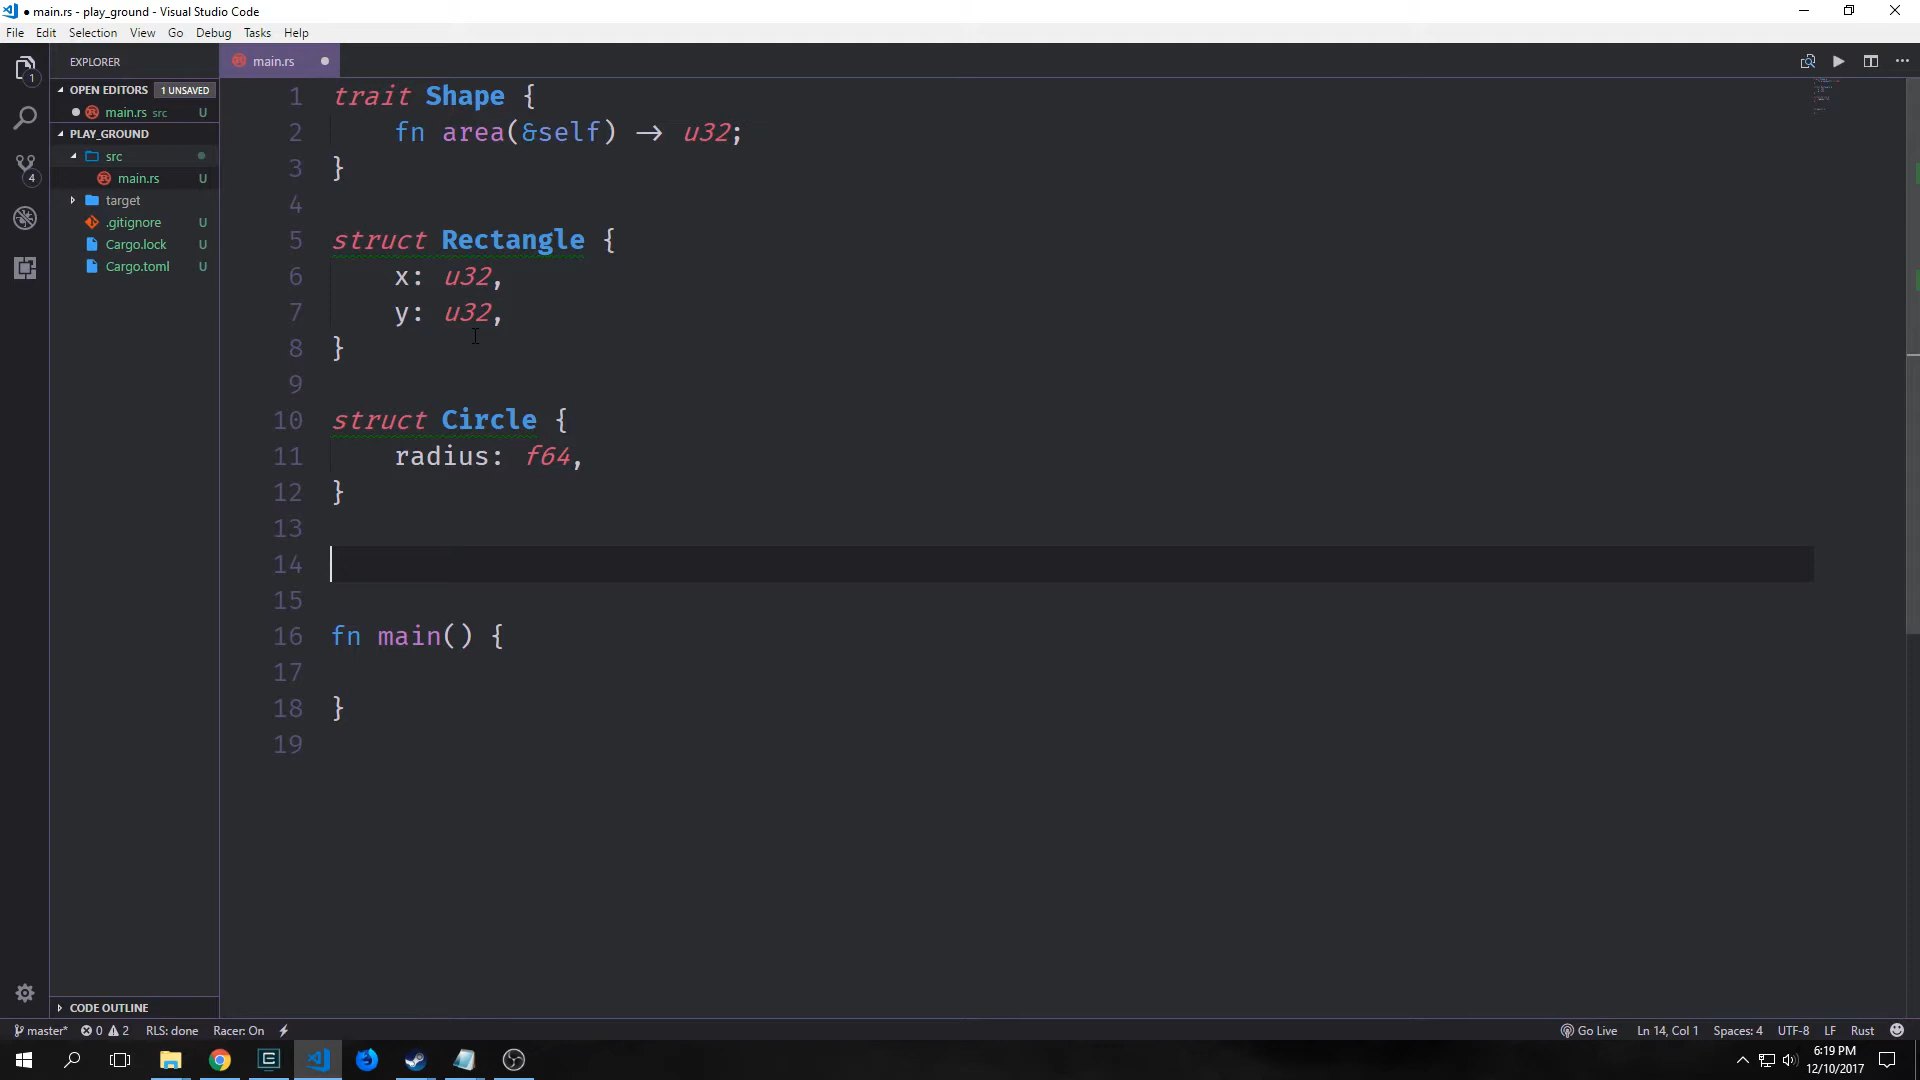 ● main.rs - play_ground - Visual Studio Code
File Edit Selection View Go Debug Tasks Help
EXPLORER
main.rs
OPEN EDITORS 1 UNSAVED
main.rs src U
PLAY_GROUND
src
main.rs U
target
.gitignore U
Cargo.lock U
Cargo.toml U
1
4
1 trait Shape {
2 fn area(&self) -> u32;
3 }
4
5 struct Rectangle {
6 x: u32,
7 y: u32,
8 }
9
10 struct Circle {
11 radius: f64,
12 }
13
14
15
16 fn main() {
17
18 }
19
CODE OUTLINE
master* 0 2 RLS: done Racer: On Go Live Ln 14, Col 1 Spaces: 4 UTF-8 LF Rust
6:19 PM
12/10/2017